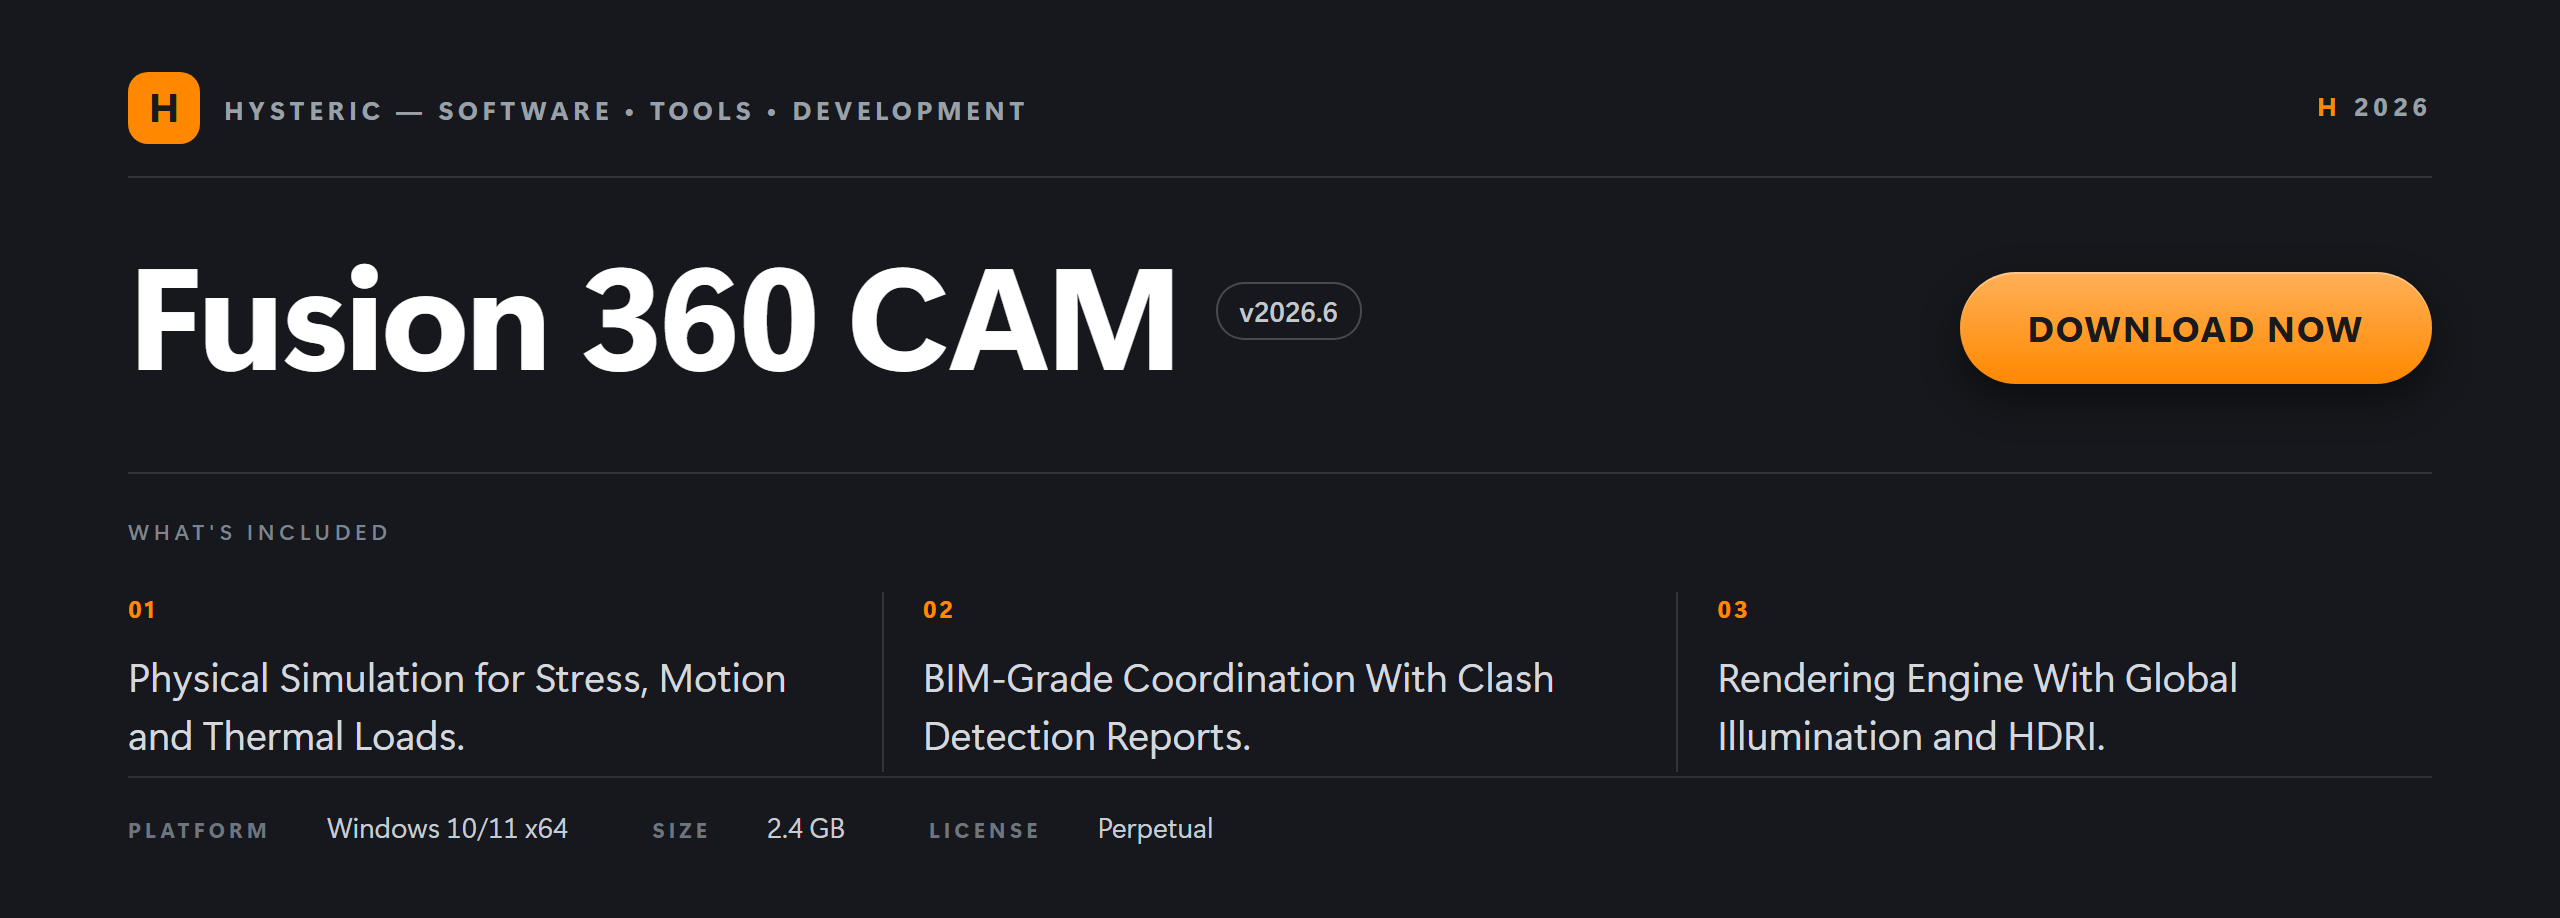 H HYSTERIC — SOFTWARE • TOOLS • DEVELOPMENT
H 2026
Fusion 360 CAM
v2026.6
DOWNLOAD NOW
WHAT'S INCLUDED
01
Physical Simulation for Stress, Motion
and Thermal Loads.
02
BIM-Grade Coordination With Clash
Detection Reports.
03
Rendering Engine With Global
Illumination and HDRI.
PLATFORM Windows 10/11 x64 SIZE 2.4 GB LICENSE Perpetual